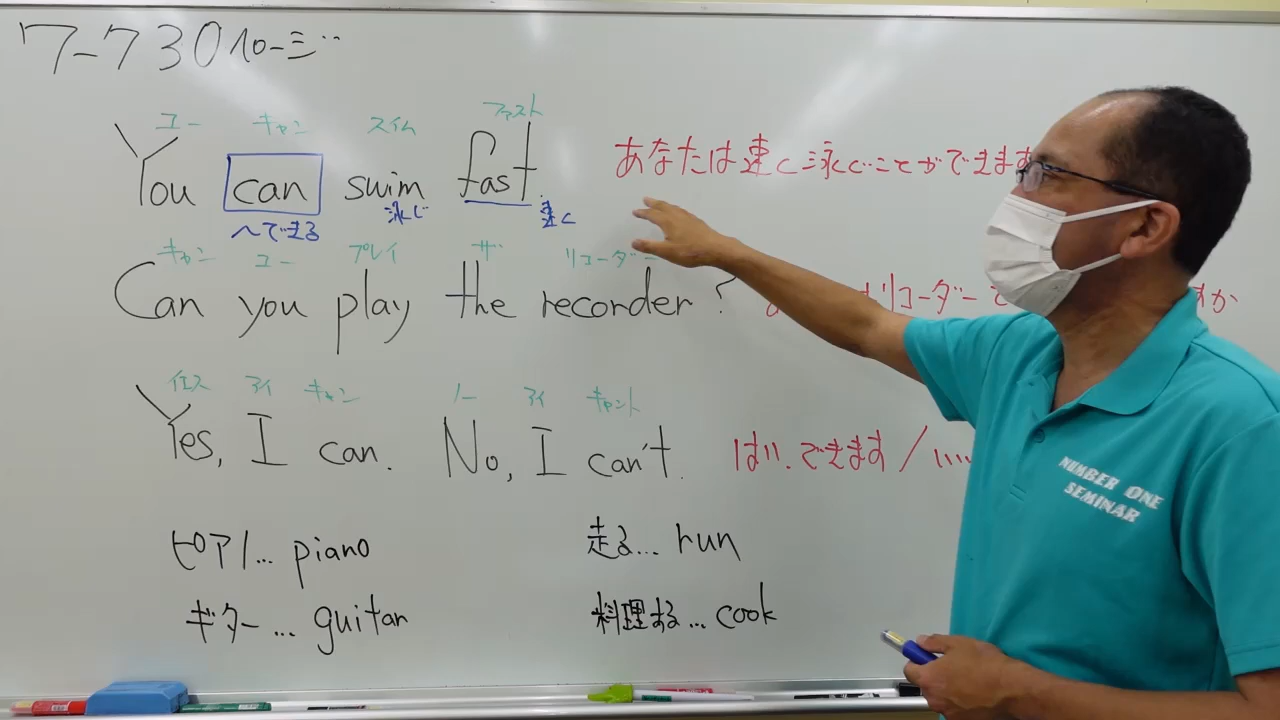 ワ-730 ページ
ユー キャン スイム ファスト
You can swim fast. あなたは速く泳ぐことができます
~できる 泳ぐ 速く
キャン ユー プレイ ザ リコーダー
Can you play the recorder? リコーダー すか
イエス アイ キャン ノー アイ キャント
Yes, I can. No, I can't. はい、できます/いい
ピアノ… piano 走る… run
ギター… guitar 料理する… cook
NUMBER ONE
SEMINAR